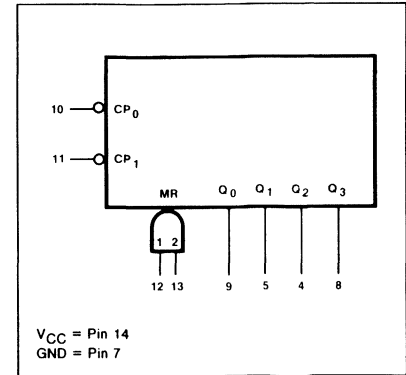 10 CP0
11 CP1
MR Q0 Q1 Q2 Q3
1 2
12 13 9 5 4 8
VCC = Pin 14
GND = Pin 7